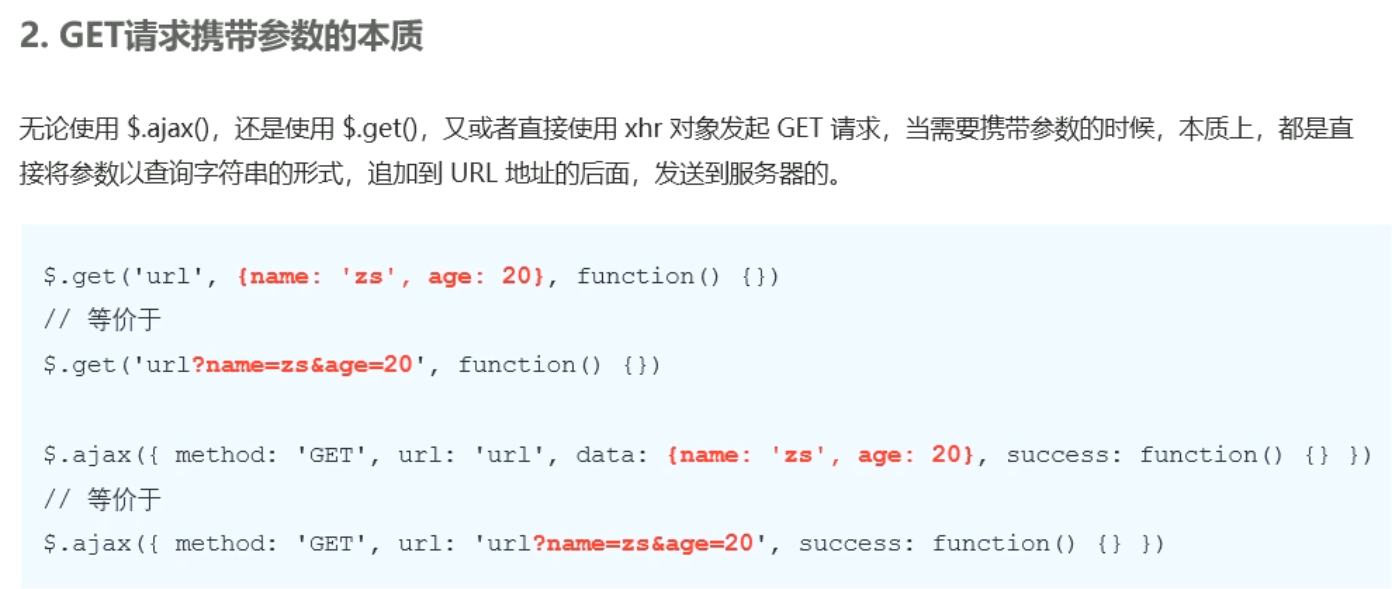 2. GET请求携带参数的本质
无论使用 $.ajax()，还是使用 $.get()，又或者直接使用 xhr 对象发起 GET 请求，当需要携带参数的时候，本质上，都是直
接将参数以查询字符串的形式，追加到 URL 地址的后面，发送到服务器的。
$.get('url', {name: 'zs', age: 20}, function() {})
// 等价于
$.get('url?name=zs&age=20', function() {})
$.ajax({ method: 'GET', url: 'url', data: {name: 'zs', age: 20}, success: function() {} })
// 等价于
$.ajax({ method: 'GET', url: 'url?name=zs&age=20', success: function() {} })